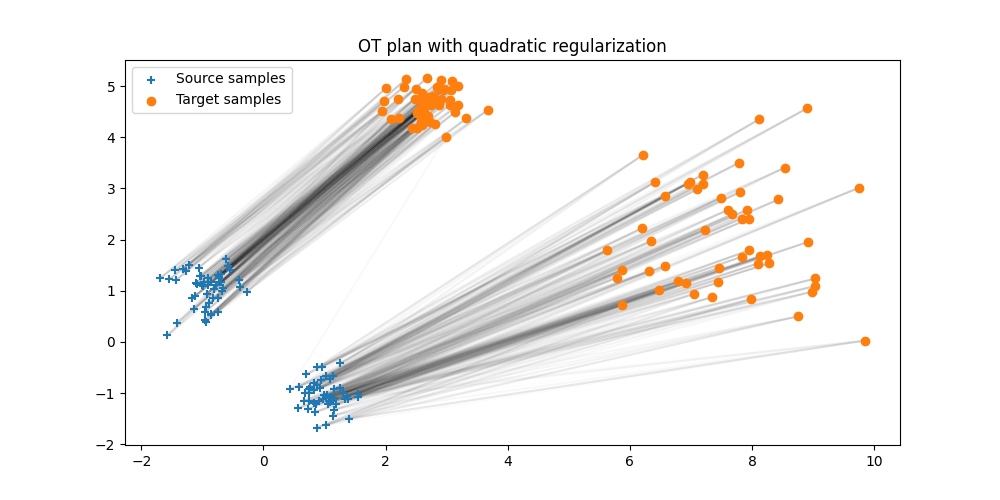 OT plan with quadratic regularization
Source samples
Target samples
5
4
3
2
1
0
−1
−2
−2 0 2 4 6 8 10